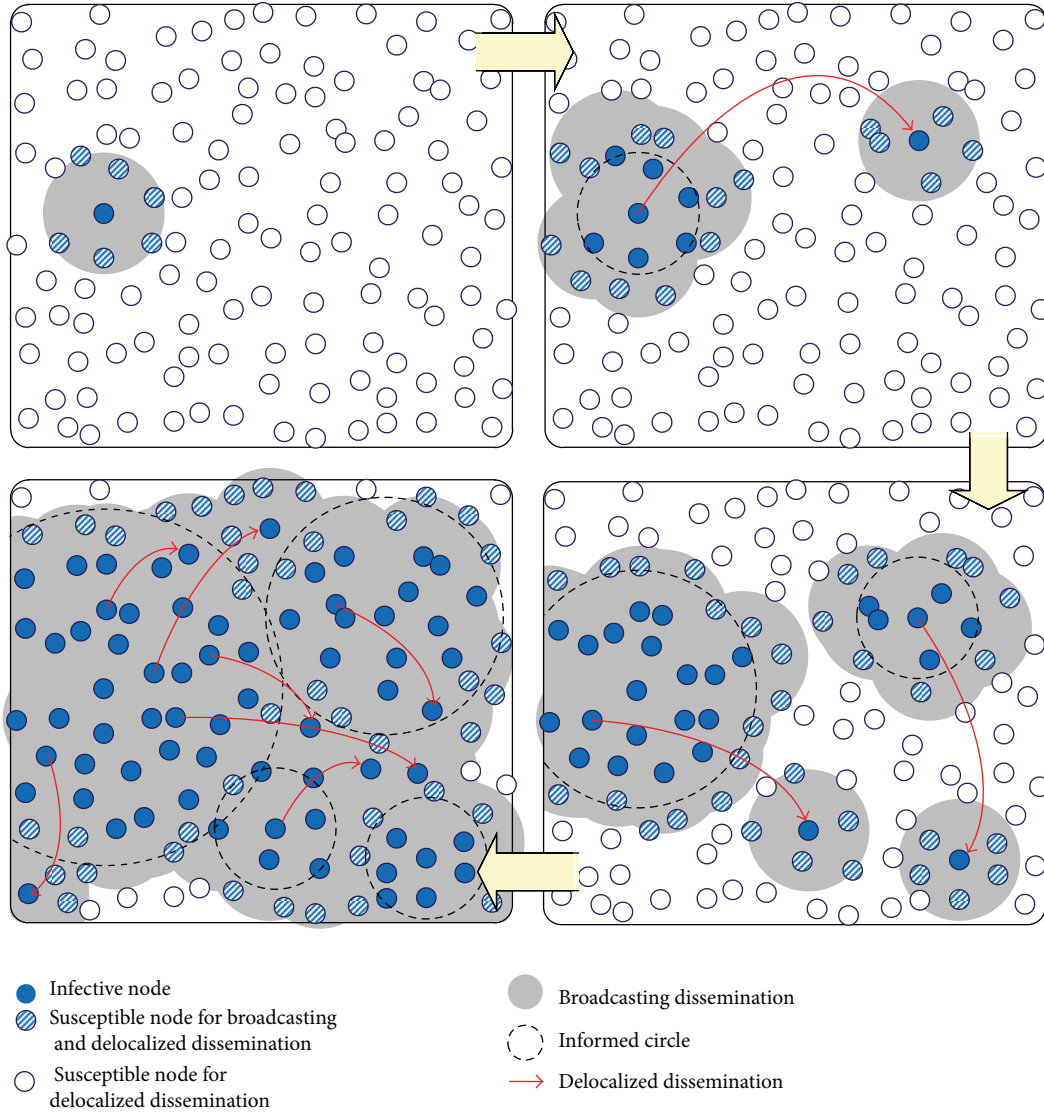 Infective node
Susceptible node for broadcasting
and delocalized dissemination
Susceptible node for
delocalized dissemination
Broadcasting dissemination
Informed circle
Delocalized dissemination